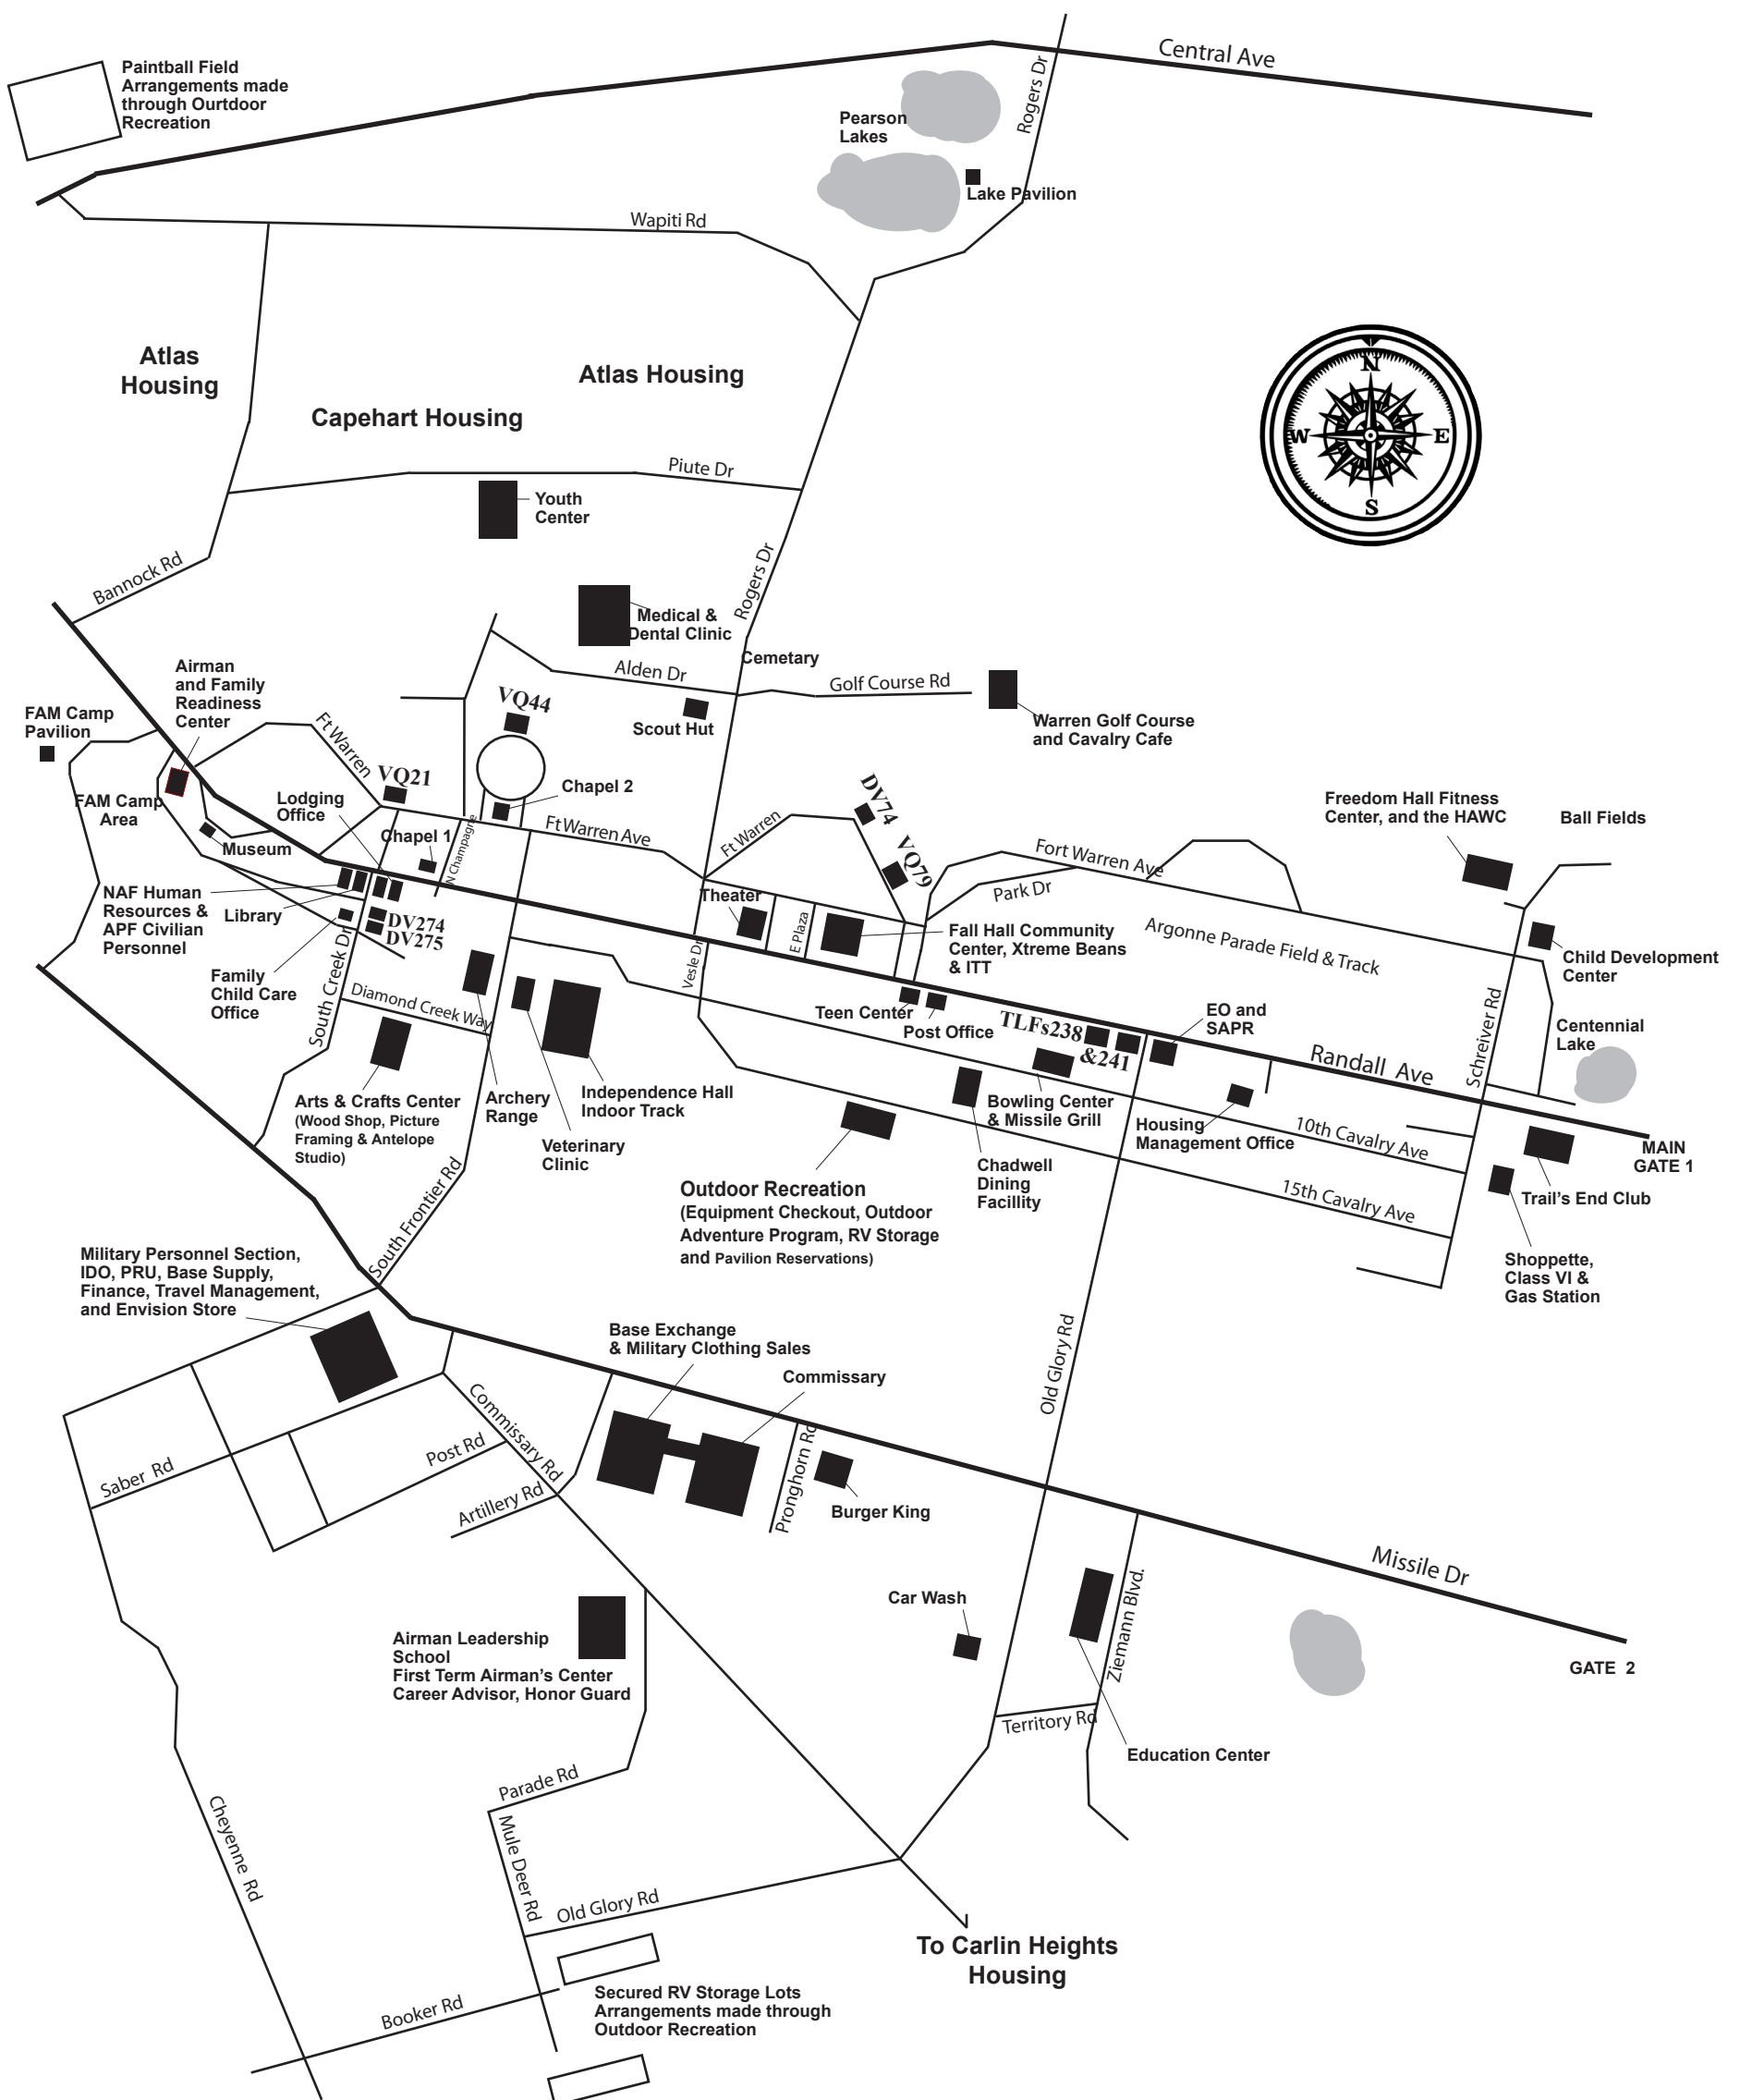 Central Ave
Paintball Field
Arrangements made
through Ourtdoor
Recreation
Rogers Dr
Pearson
Lakes
Lake Pavilion
Wapiti Rd
Atlas
Housing
Atlas Housing
Capehart Housing
N
W
E
S
Piute Dr
Youth
Center
Bannock Rd
Rogers Dr
Medical &
Dental Clinic
Cemetary
Airman
and Family
Readiness
Center
Alden Dr
Golf Course Rd
FAM Camp
Pavilion
Ft Warren
VQ44
Scout Hut
Warren Golf Course
and Cavalry Cafe
VQ21
Chapel 2
DV74
FAM Camp
Area
Lodging
Office
Freedom Hall Fitness
Center, and the HAWC
Ball Fields
Chapel 1
N Champagne
Ft Warren Ave
Ft Warren
VQ79
Fort Warren Ave
Museum
Park Dr
NAF Human
Resources &
APF Civilian
Personnel
Library
DV274
DV275
Theater
E Plaza
Fall Hall Community
Center, Xtreme Beans
& ITT
Argonne Parade Field & Track
Child Development
Center
Vesle Dr
South Creek Dr
Family
Child Care
Office
Diamond Creek Way
Teen Center
Post Office
TLFs238
&241
EO and
SAPR
Schreiver Rd
Centennial
Lake
Randall Ave
Arts & Crafts Center
(Wood Shop, Picture
Framing & Antelope
Studio)
Archery
Range
Independence Hall
Indoor Track
Veterinary
Clinic
Bowling Center
& Missile Grill
Housing
Management Office
10th Cavalry Ave
MAIN
GATE 1
Chadwell
Dining
Facillity
15th Cavalry Ave
Trail's End Club
Outdoor Recreation
(Equipment Checkout, Outdoor
Adventure Program, RV Storage
and Pavilion Reservations)
South Frontier Rd
Shoppette,
Class VI &
Gas Station
Military Personnel Section,
IDO, PRU, Base Supply,
Finance, Travel Management,
and Envision Store
Base Exchange
& Military Clothing Sales
Commissary
Old Glory Rd
Commissary Rd
Post Rd
Saber Rd
Artillery Rd
Pronghorn Rd
Burger King
Missile Dr
Car Wash
Ziemann Blvd.
Airman Leadership
School
First Term Airman's Center
Career Advisor, Honor Guard
GATE 2
Territory Rd
Education Center
Parade Rd
Cheyenne Rd
Mule Deer Rd
Old Glory Rd
To Carlin Heights
Housing
Booker Rd
Secured RV Storage Lots
Arrangements made through
Outdoor Recreation